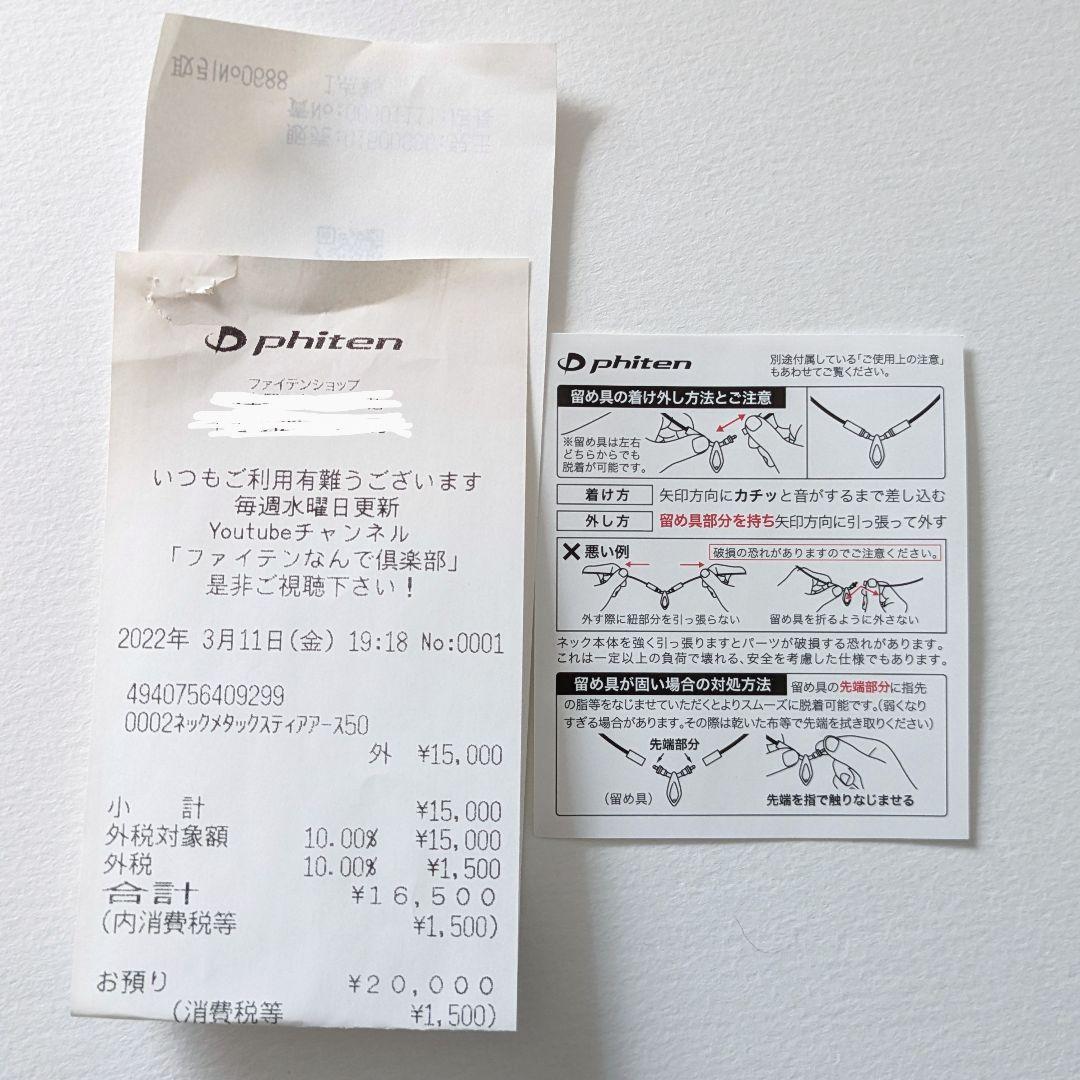 取引No0688
phiten
ファイテンショップ
いつもご利用有難うございます
毎週水曜日更新
Youtubeチャンネル
「ファイテンなんで倶楽部」
是非ご視聴下さい！
2022年 3月11日(金) 19:18 No:0001
4940756409299
0002ネックメタックスティアアース50
外 ¥15,000
小 計 ¥15,000
外税対象額 10.00% ¥15,000
外税 10.00% ¥1,500
合計 ¥16,500
(内消費税等 ¥1,500)
お預り ¥20,000
(消費税等 ¥1,500)
phiten
別途付属している「ご使用上の注意」
もあわせてご覧ください。
留め具の着け外し方法とご注意
※留め具は左右
どちらからでも
脱着が可能です。
着け方 矢印方向にカチッと音がするまで差し込む
外し方 留め具部分を持ち矢印方向に引っ張って外す
✕ 悪い例 破損の恐れがありますのでご注意ください。
外す際に紐部分を引っ張らない 留め具を折るように外さない
ネック本体を強く引っ張りますとパーツが破損する恐れがあります。
これは一定以上の負荷で壊れる、安全を考慮した仕様でもあります。
留め具が固い場合の対処方法 留め具の先端部分に指先
の脂等をなじませていただくとよりスムーズに脱着可能です。(弱くなり
すぎる場合があります。その際は乾いた布等で先端を拭き取りください)
先端部分
(留め具) 先端を指で触りなじませる